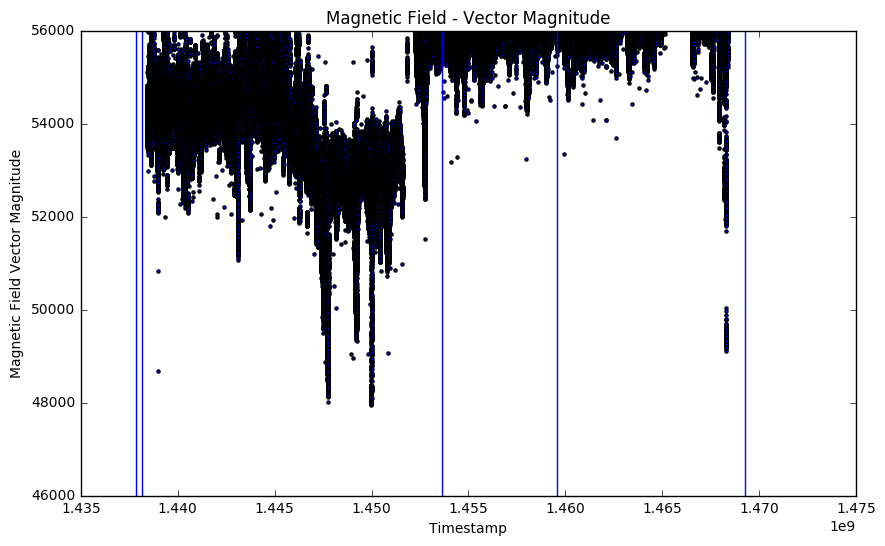 Magnetic Field - Vector Magnitude
56000
54000
52000
50000
48000
46000
Magnetic Field Vector Magnitude
1.435 1.440 1.445 1.450 1.455 1.460 1.465 1.470 1.475
1e9
Timestamp